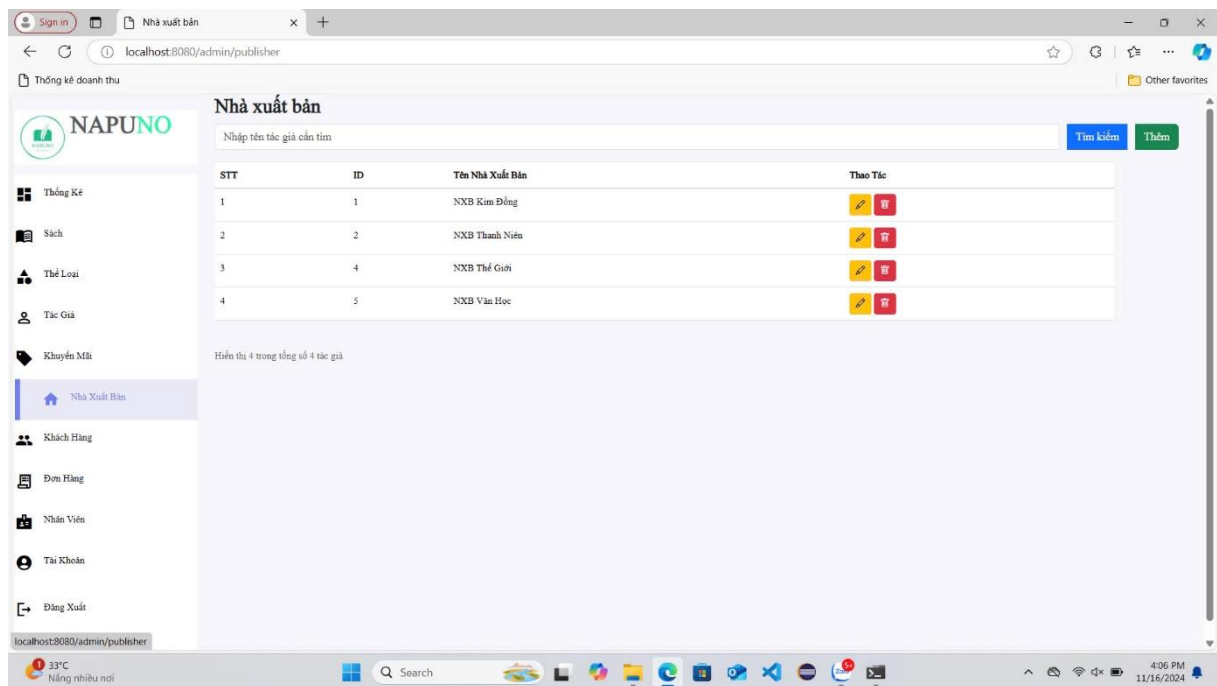 Sign in
Nhà xuất bản
localhost:8080/admin/publisher
Thống kê doanh thu
Other favorites
NAPUNO
Nhà xuất bản
Nhập tên tác giả cần tìm
Tìm kiếm
Thêm
STT ID Tên Nhà Xuất Bản Thao Tác
1 1 NXB Kim Đồng
2 2 NXB Thanh Niên
3 4 NXB Thế Giới
4 5 NXB Văn Học
Hiển thị 4 trong tổng số 4 tác giả
Thống Kê
Sách
Thể Loại
Tác Giả
Khuyến Mãi
Nhà Xuất Bản
Khách Hàng
Đơn Hàng
Nhân Viên
Tài Khoản
Đăng Xuất
localhost:8080/admin/publisher
1
33°C
Nắng nhiều nơi
Search
5+
4:06 PM
11/16/2024